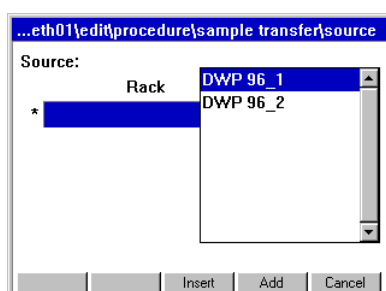 ...eth01\edit\procedure\sample transfer\source
Source:
Rack
DWP 96_1
*
DWP 96_2
Insert Add Cancel